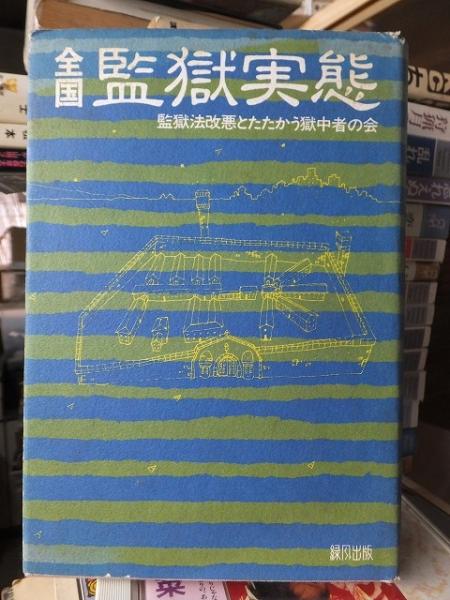 全国 監獄実態
監獄法改悪とたたかう獄中者の会
緑風出版
菜